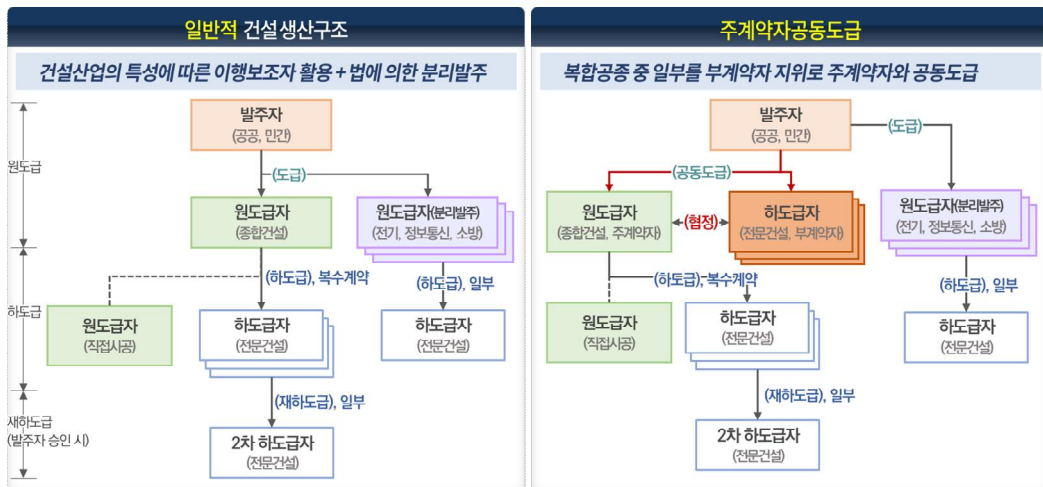 일반적 건설 생산구조
건설산업의 특성에 따른 이행보조자 활용 + 법에 의한 분리발주
원도급
하도급
새하도급
(발주자 승인 시)
발주자
(공공, 민간)
(도급)
원도급자
(종합건설)
원도급자(분리발주)
(전기, 정보통신, 소방)
(하도급), 복수계약
(하도급), 일부
원도급자
(직접시공)
하도급자
(전문건설)
하도급자
(전문건설)
(재하도급), 일부
2차 하도급자
(전문건설)
주계약자공동도급
복합공종 중 일부를 부계약자 지위로 주계약자와 공동도급
발주자
(공공, 민간)
(도급)
(공동도급)
원도급자
(종합건설, 주계약자)
(협정)
하도급자
(전문건설, 부계약자)
원도급자(분리발주)
(전기, 정보통신, 소방)
(하도급), 복수계약
(하도급), 일부
원도급자
(직접시공)
하도급자
(전문건설)
하도급자
(전문건설)
(재하도급), 일부
2차 하도급자
(전문건설)